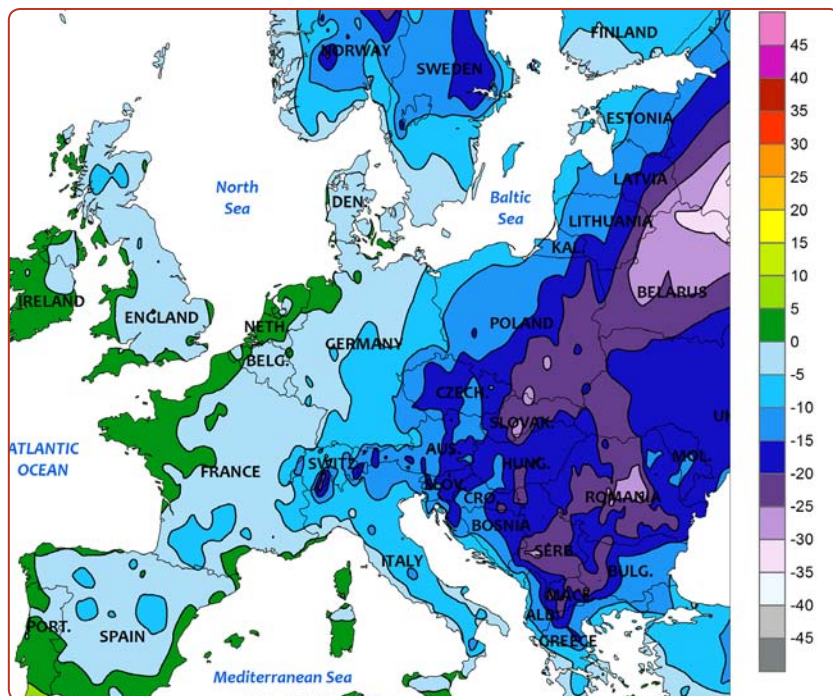 FINLAND
NORWAY
SWEDEN
ESTONIA
North
Sea
DEN.
Baltic
Sea
LATVIA
LITHUANIA
KAL.
IRELAND
ENGLAND
NETH.
BELG.
GERMANY
POLAND
BELARUS
CZECH.
SLOVAK.
UK
ATLANTIC
OCEAN
FRANCE
SWITZ.
AUS.
HUNG.
MOL.
SLOV.
CRO.
ROMANIA
BOSNIA
SERB.
ITALY
BULG.
MACE.
ALB.
GREECE
PORT.
SPAIN
Mediterranean Sea
45
40
35
30
25
20
15
10
5
0
-5
-10
-15
-20
-25
-30
-35
-40
-45